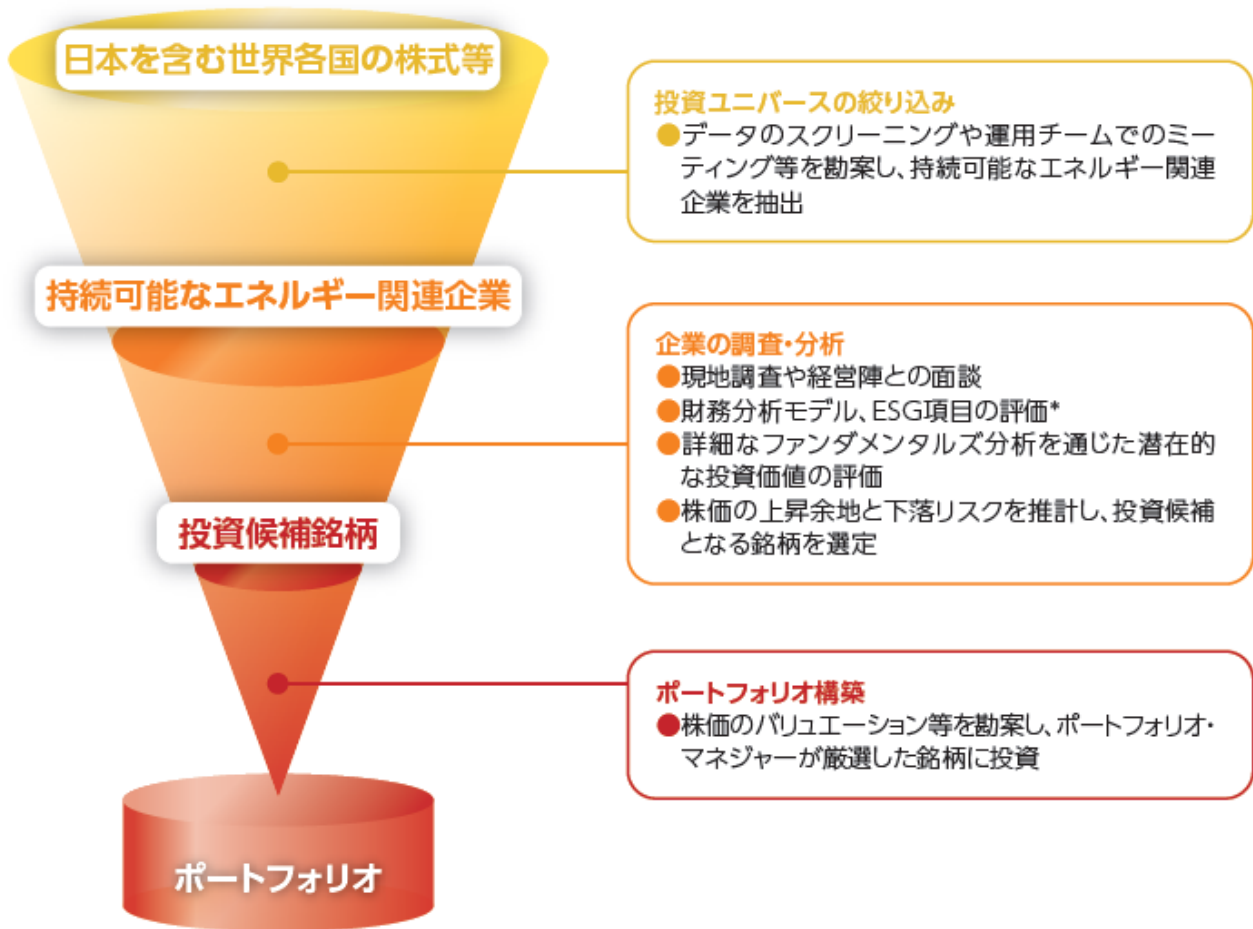 日本を含む世界各国の株式等
投資ユニバースの絞り込み
●データのスクリーニングや運用チームでのミー
ティング等を勘案し、持続可能なエネルギー関連
企業を抽出
持続可能なエネルギー関連企業
企業の調査・分析
●現地調査や経営陣との面談
●財務分析モデル、ESG項目の評価*
●詳細なファンダメンタルズ分析を通じた潜在的
な投資価値の評価
●株価の上昇余地と下落リスクを推計し、投資候補
となる銘柄を選定
投資候補銘柄
ポートフォリオ構築
●株価のバリュエーション等を勘案し、ポートフォリオ・
マネジャーが厳選した銘柄に投資
ポートフォリオ